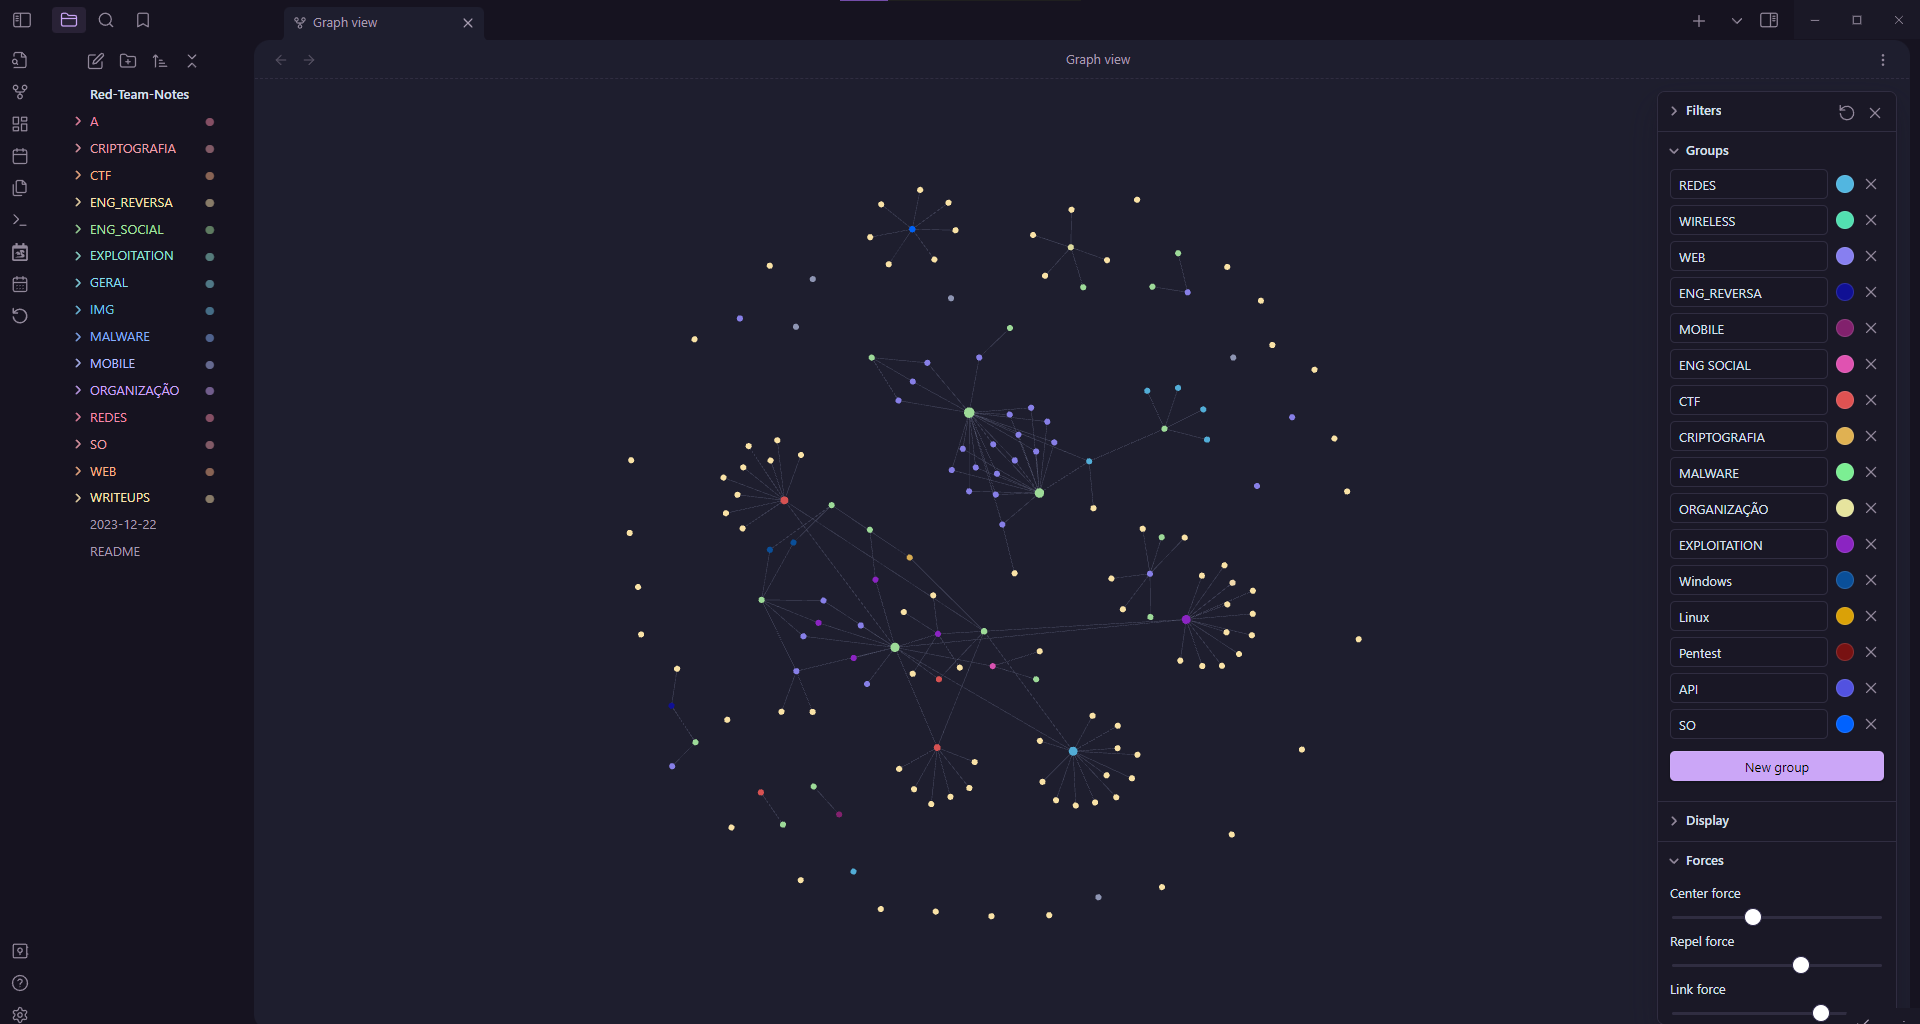 Graph view
Graph view
Red-Team-Notes
A
CRIPTOGRAFIA
CTF
ENG_REVERSA
ENG_SOCIAL
EXPLOITATION
GERAL
IMG
MALWARE
MOBILE
ORGANIZAÇÃO
REDES
SO
WEB
WRITEUPS
2023-12-22
README
Filters
Groups
REDES
WIRELESS
WEB
ENG_REVERSA
MOBILE
ENG SOCIAL
CTF
CRIPTOGRAFIA
MALWARE
ORGANIZAÇÃO
EXPLOITATION
Windows
Linux
Pentest
API
SO
New group
Display
Forces
Center force
Repel force
Link force